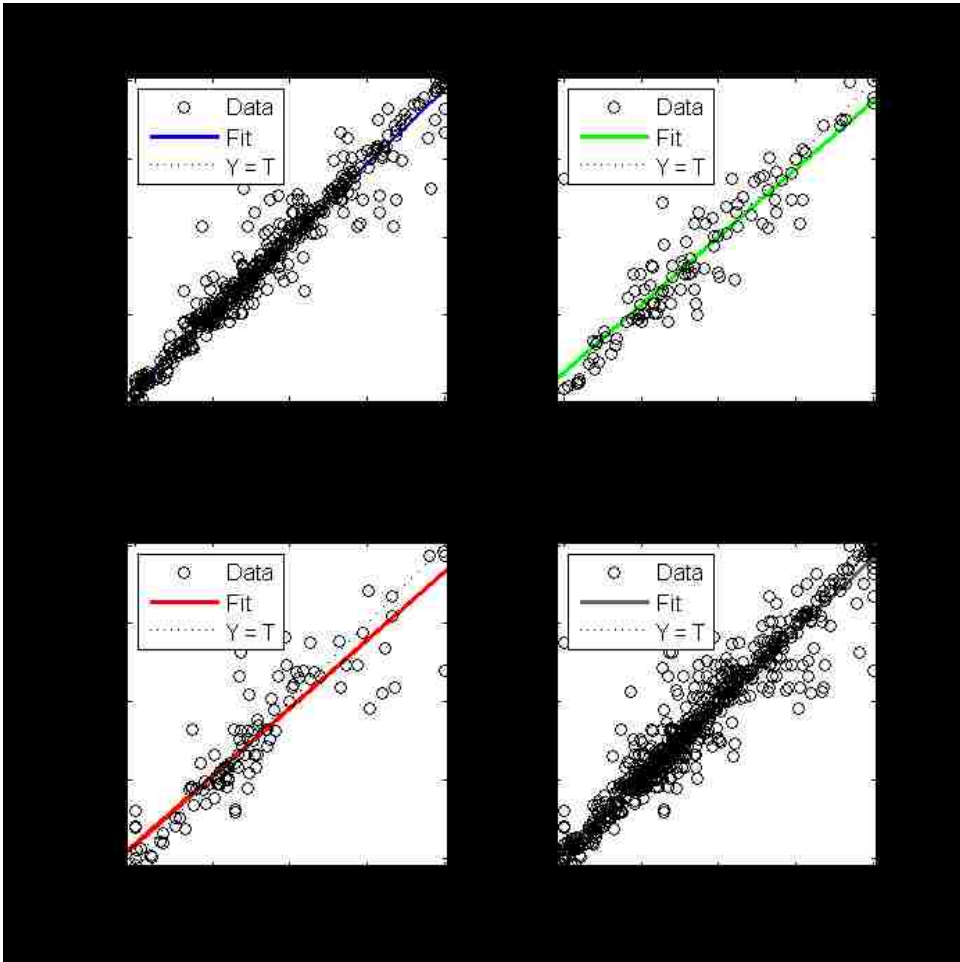 Data
Fit
Y = T
Data
Fit
Y = T
Data
Fit
Y = T
Data
Fit
Y = T